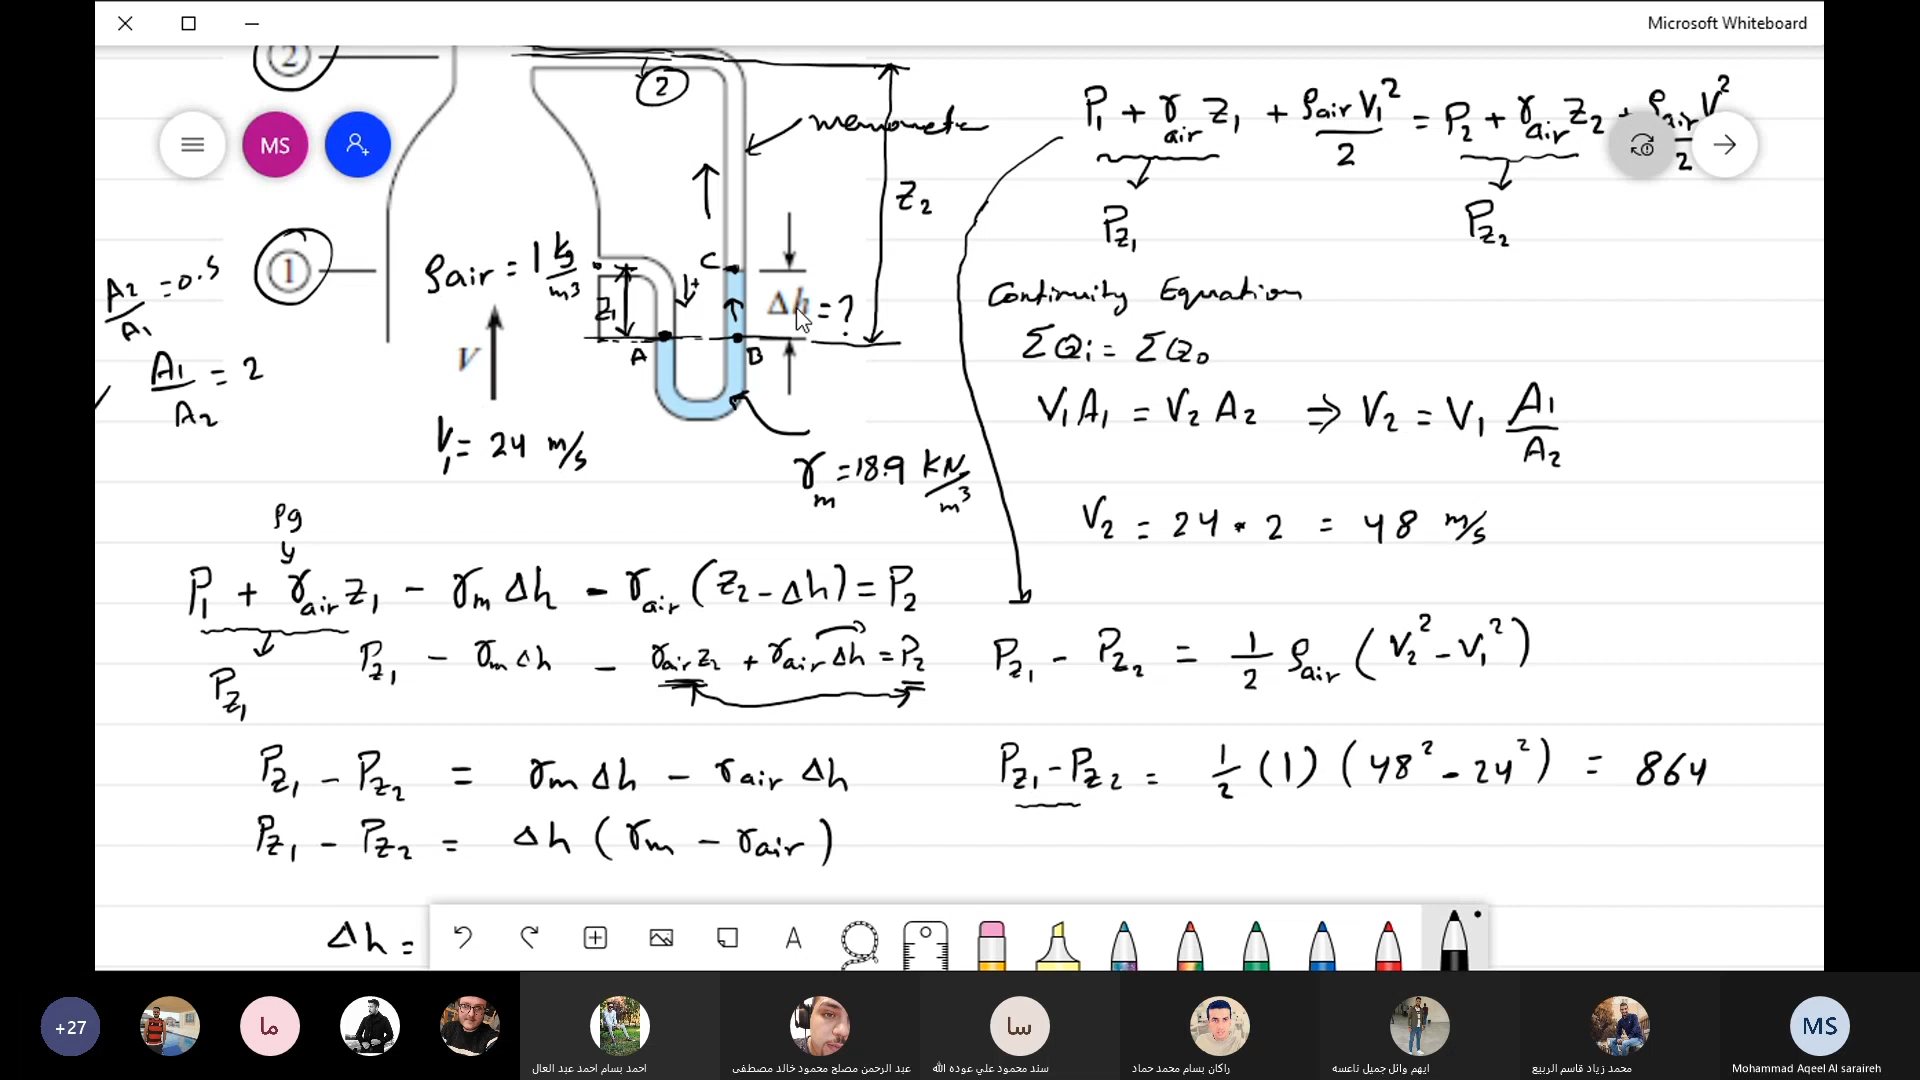 Microsoft Whiteboard
2
2
manometer
P₁ + γair Z₁ + ρair V₁²/2 = P₂ + γair Z₂ + ρair V²/2
Pz₁
Pz₂
Z₂
MS
1
A₂/A₁ = 0.5
A₁/A₂ = 2
ρair = 1 kg/m³
Z₁
C
Δh = ?
A
B
V
V₁ = 24 m/s
γm = 18.9 KN/m³
Continuity Equation
ΣQi = ΣQo
V₁A₁ = V₂A₂ ⇒ V₂ = V₁ A₁/A₂
V₂ = 24 * 2 = 48 m/s
ρg
P₁ + γair Z₁ - γm Δh - γair (Z₂ - Δh) = P₂
Pz₁
Pz₁ - γm Δh - γair Z₂ + γair Δh = P₂
Pz₁ - Pz₂ = 1/2 ρair (V₂² - V₁²)
Pz₁ - Pz₂ = γm Δh - γair Δh
Pz₁ - Pz₂ = 1/2 (1) (48² - 24²) = 864
Pz₁ - Pz₂ = Δh (γm - γair)
Δh =
A
+27
ما
سا
MS
احمد بسام احمد عبد العال
عبد الرحمن مصلح محمود خالد مصطفى
سند محمود علي عوده الله
راكان بسام محمد حماد
ايهم وائل جميل ناعسه
محمد زياد قاسم الربيع
Mohammad Aqeel Al saraireh